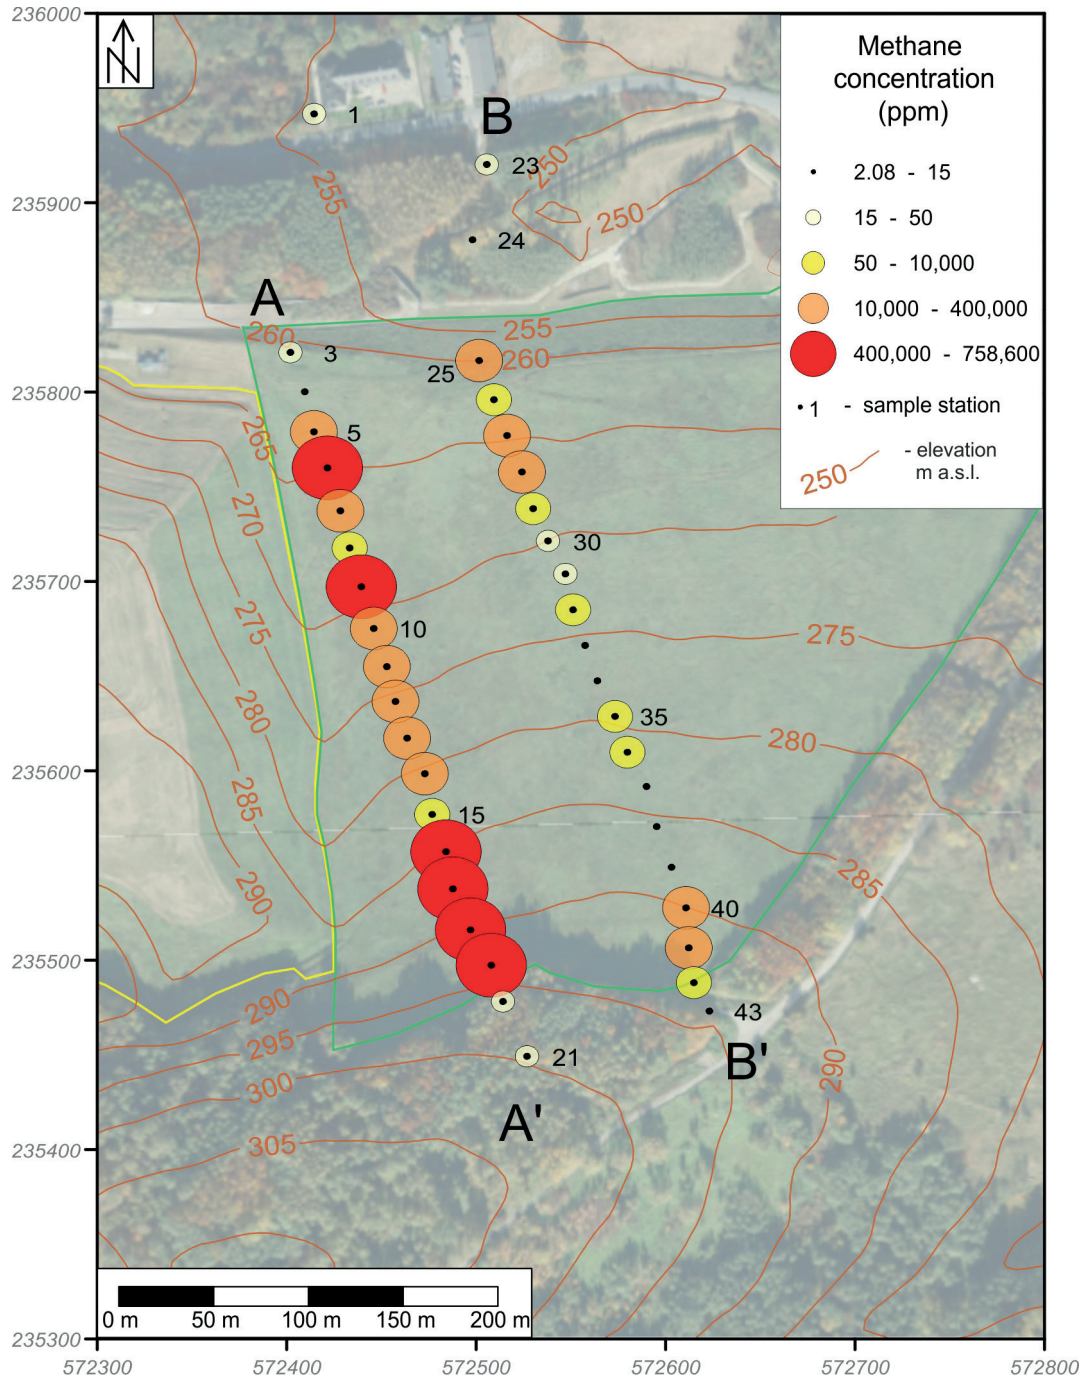 236000
N
Methane
concentration
(ppm)
2.08 - 15
15 - 50
50 - 10,000
10,000 - 400,000
400,000 - 758,600
1 - sample station
250 - elevation
m a.s.l.
1
B
23
250
255
235900
250
24
A
260
255
3
260
25
235800
265
5
270
30
235700
275
10
275
280
35
280
235600
285
15
285
290
40
235500
290
43
295
B'
21
290
300
A'
235400
305
0 m 50 m 100 m 150 m 200 m
235300
572300 572400 572500 572600 572700 572800